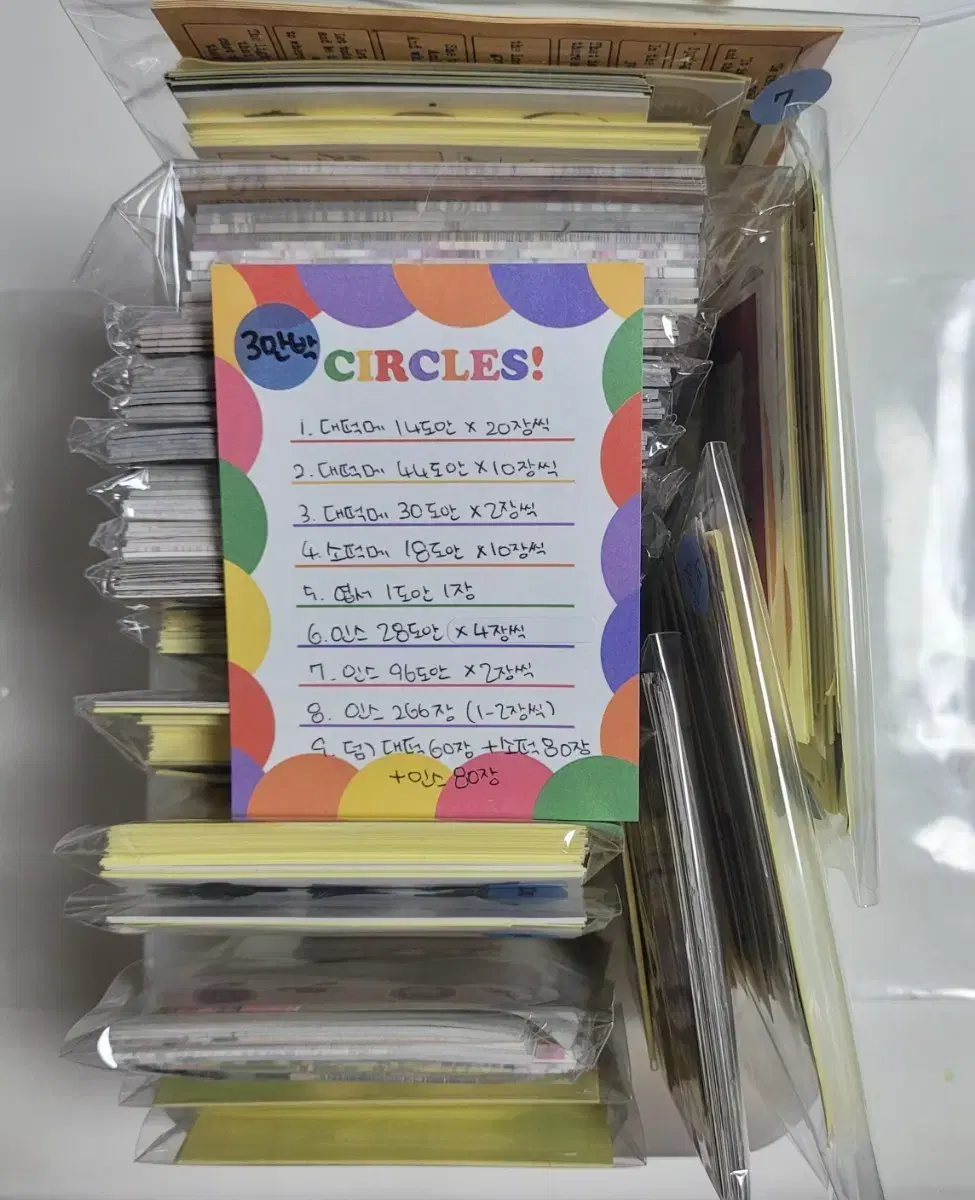 7
3만박
CIRCLES!
1. 대떡메 14도안 x 20장씩
2. 대떡메 44도안 x 10장씩
3. 대떡메 30도안 x 2장씩
4. 소떡메 18도안 x 10장씩
5. 엽서 1도안 1장
6. 인스 28도안 x 4장씩
7. 인스 96도안 x 2장씩
8. 인스 266장 (1-2장씩)
9. 덤) 대떡 60장 + 소떡 80장
+ 인스 80장